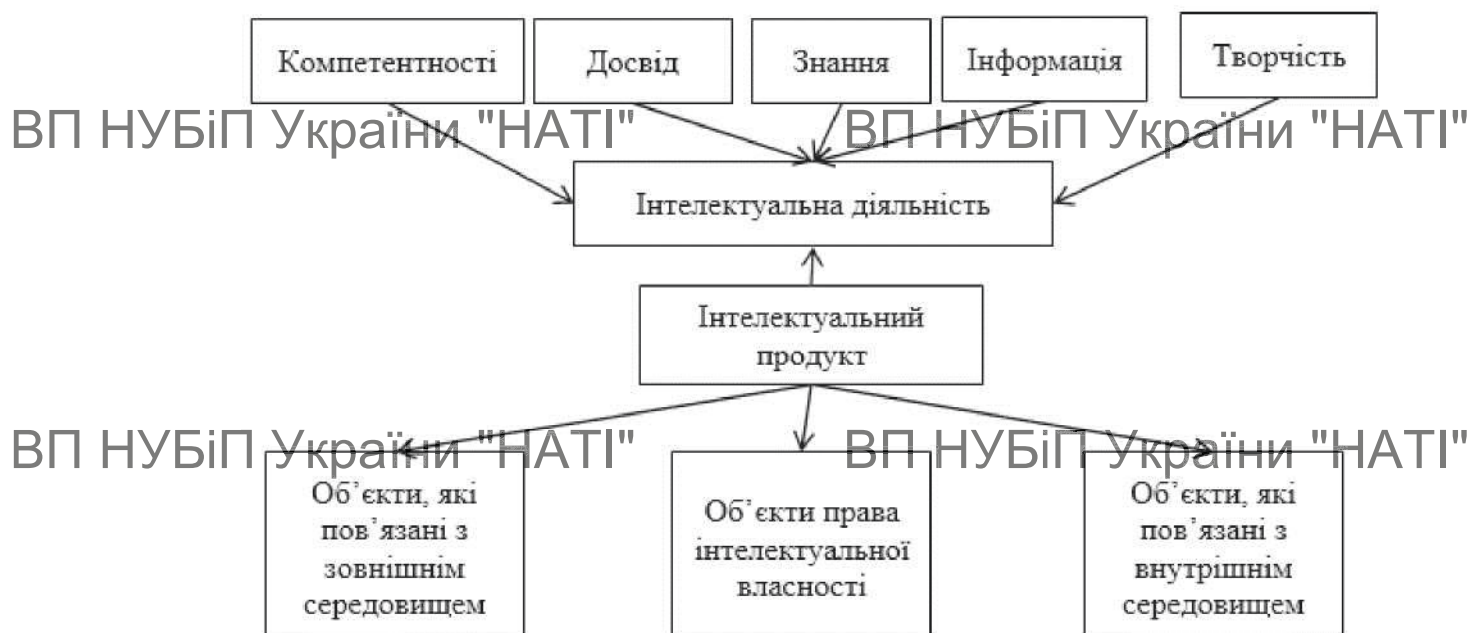 Компетентності
Досвід
Знання
Інформація
Творчість
ВП НУБіП України "НАТІ"
ВП НУБіП України "НАТІ"
Інтелектуальна діяльність
Інтелектуальний
продукт
ВП НУБіП України "НАТІ"
ВП НУБіП України "НАТІ"
Об’єкти, які
пов’язані з
зовнішнім
середовищем
Об’єкти права
інтелектуальної
власності
Об’єкти, які
пов’язані з
внутрішнім
середовищем